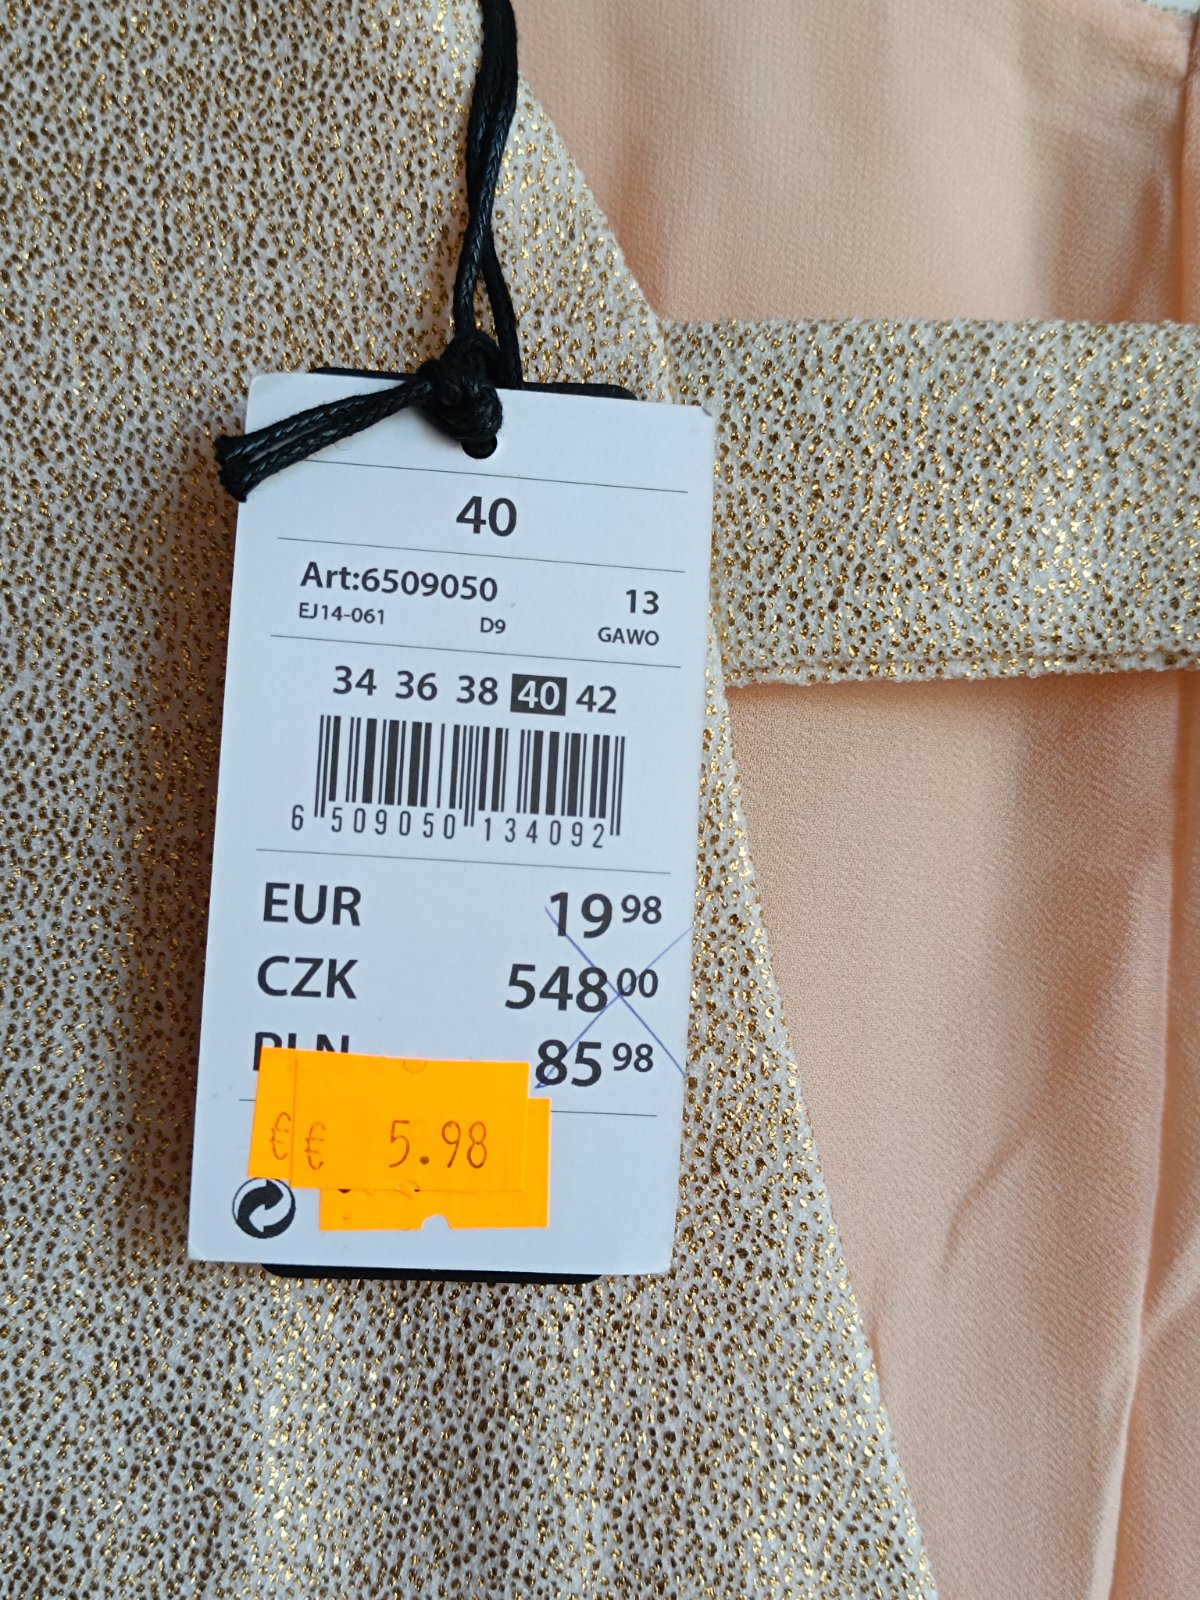 40
Art:6509050 13
EJ14-061 D9 GAWO
34 36 38 40 42
6 509050 134092
EUR 19 98
CZK 548 00
PLN 85 98
€ € 5.98